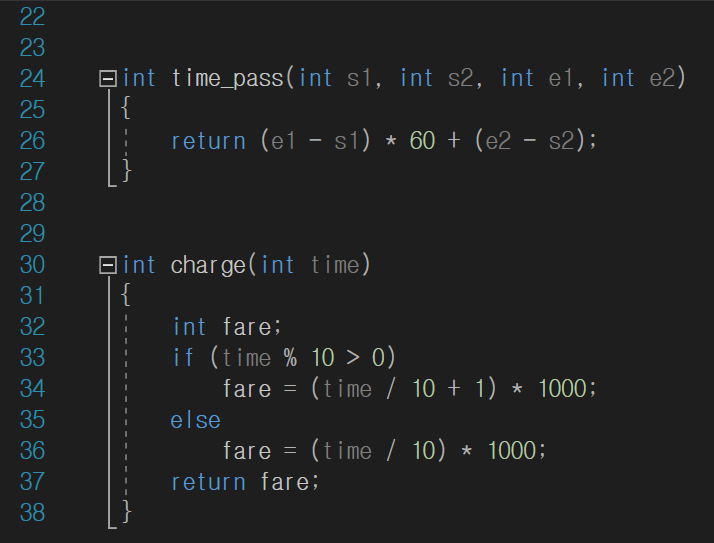 22
23
24 int time_pass(int s1, int s2, int e1, int e2)
25 {
26 return (e1 - s1) * 60 + (e2 - s2);
27 }
28
29
30 int charge(int time)
31 {
32 int fare;
33 if (time % 10 > 0)
34 fare = (time / 10 + 1) * 1000;
35 else
36 fare = (time / 10) * 1000;
37 return fare;
38 }